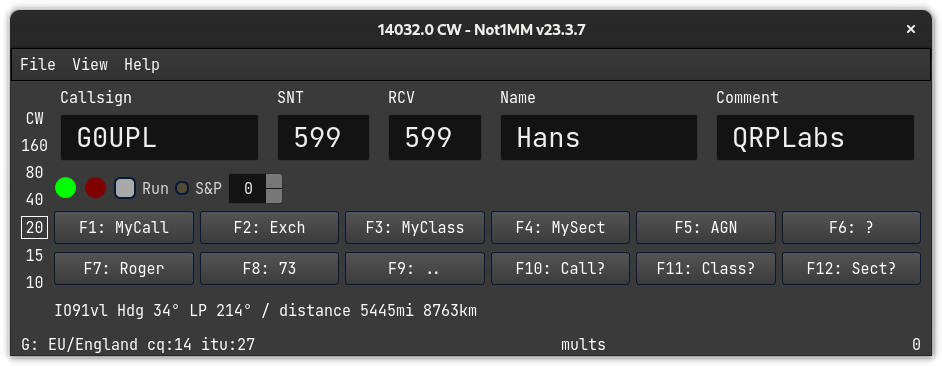 14032.0 CW - Not1MM v23.3.7 ×
File View Help
Callsign SNT RCV Name Comment
CW
G0UPL 599 599 Hans QRPLabs
160
80
Run S&P 0
40
20 F1: MyCall F2: Exch F3: MyClass F4: MySect F5: AGN F6: ?
15
F7: Roger F8: 73 F9: .. F10: Call? F11: Class? F12: Sect?
10
IO91vl Hdg 34° LP 214° / distance 5445mi 8763km
G: EU/England cq:14 itu:27 mults 0